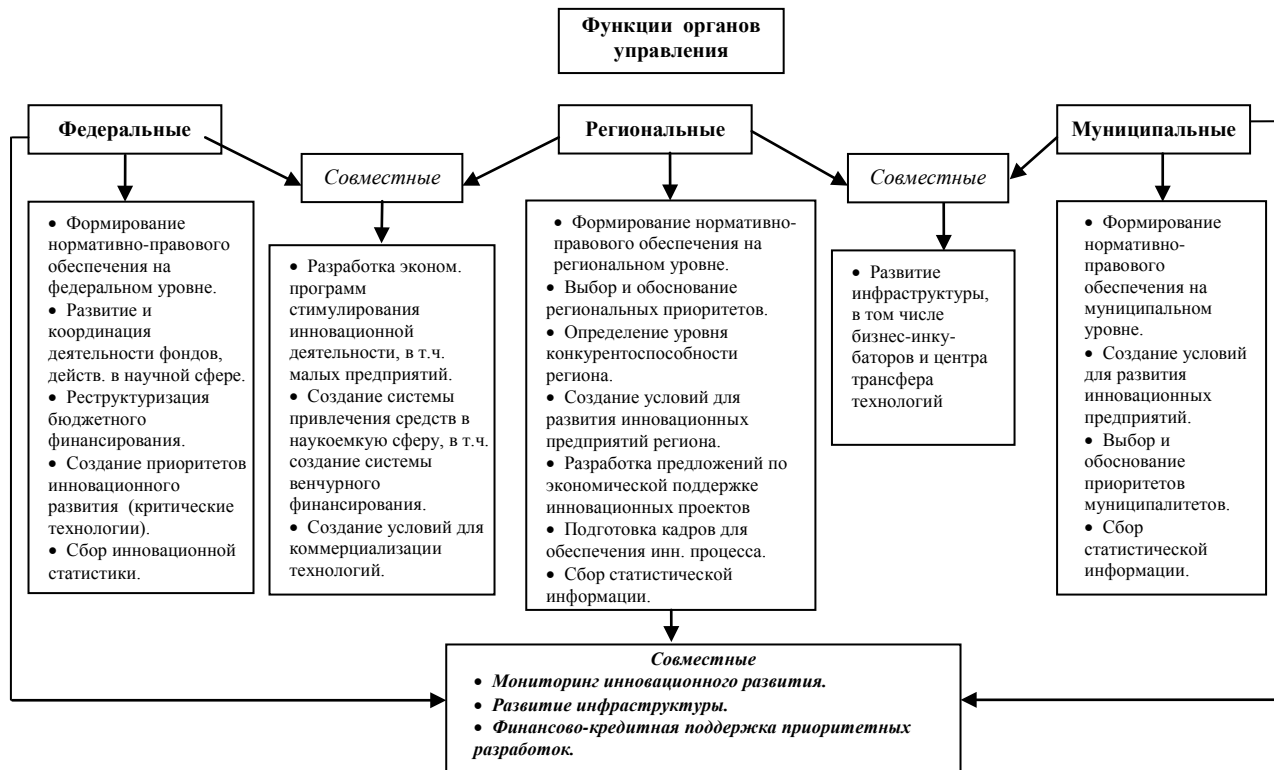 Функции органов
управления
Федеральные
Региональные
Муниципальные
Совместные
Совместные
• Формирование
нормативно-правового
обеспечения на
федеральном уровне.
• Развитие и
координация
деятельности фондов,
действ. в научной сфере.
• Реструктуризация
бюджетного
финансирования.
• Создание приоритетов
инновационного
развития (критические
технологии).
• Сбор инновационной
статистики.
• Разработка эконом.
программ
стимулирования
инновационной
деятельности, в т.ч.
малых предприятий.
• Создание системы
привлечения средств в
наукоемкую сферу, в т.ч.
создание системы
венчурного
финансирования.
• Создание условий для
коммерциализации
технологий.
• Формирование нормативно-
правового обеспечения на
региональном уровне.
• Выбор и обоснование
региональных приоритетов.
• Определение уровня
конкурентоспособности
региона.
• Создание условий для
развития инновационных
предприятий региона.
• Разработка предложений по
экономической поддержке
инновационных проектов
• Подготовка кадров для
обеспечения инн. процесса.
• Сбор статистической
информации.
• Развитие
инфраструктуры,
в том числе
бизнес-инку-
баторов и центра
трансфера
технологий
• Формирование
нормативно-
правового
обеспечения на
муниципальном
уровне.
• Создание условий
для развития
инновационных
предприятий.
• Выбор и
обоснование
приоритетов
муниципалитетов.
• Сбор
статистической
информации.
Совместные
• Мониторинг инновационного развития.
• Развитие инфраструктуры.
• Финансово-кредитная поддержка приоритетных
разработок.